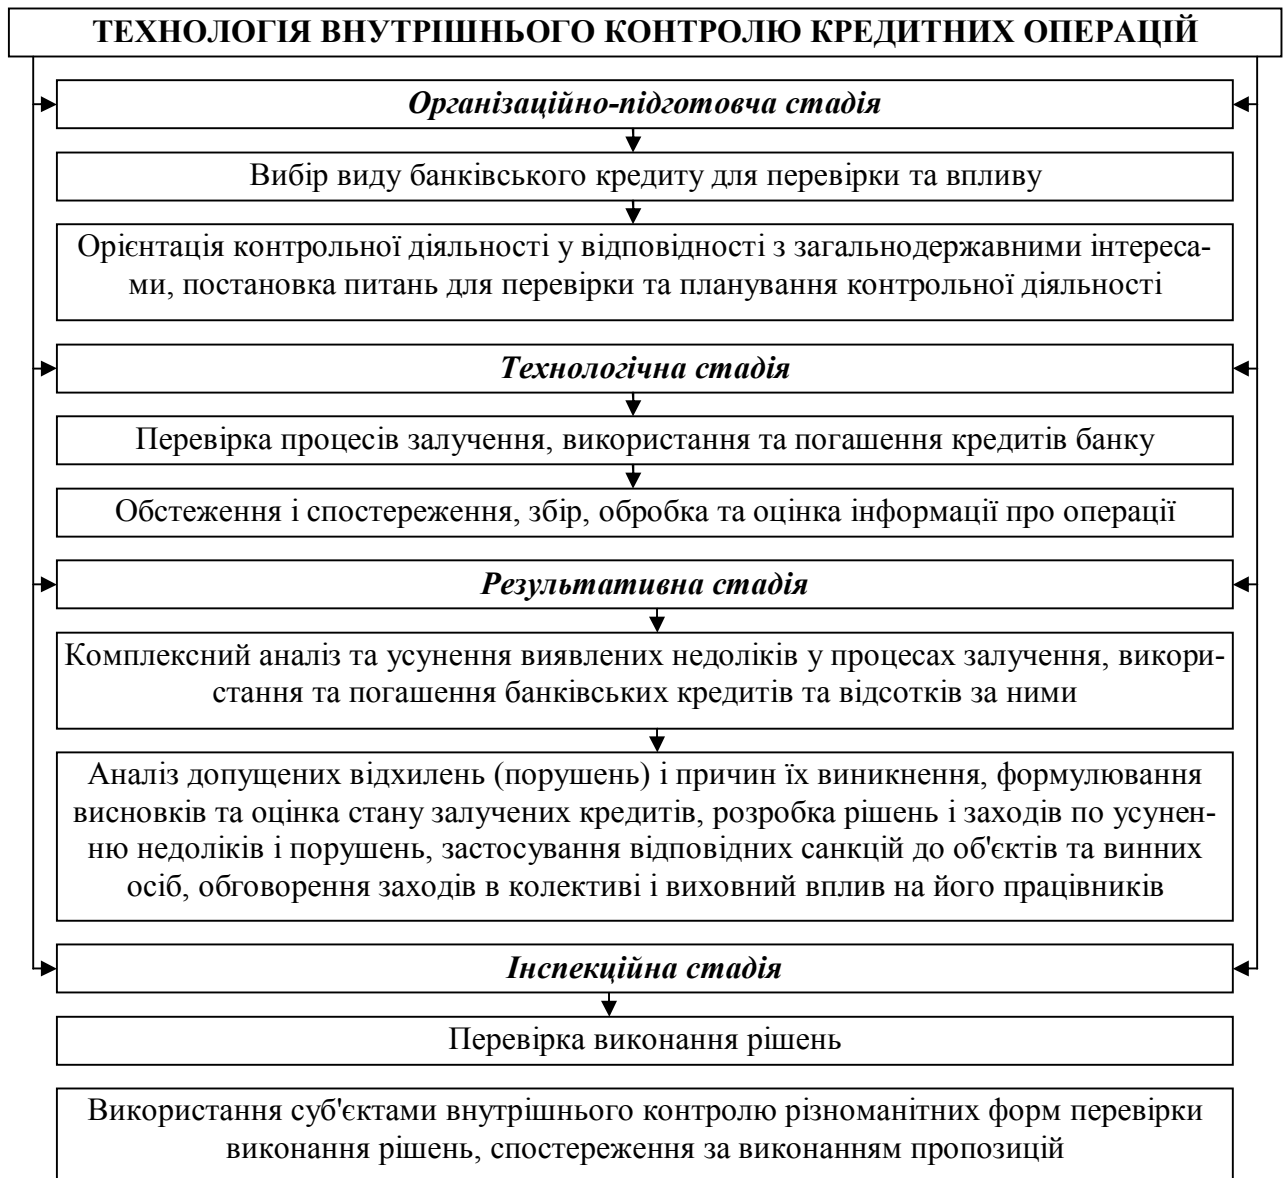 ТЕХНОЛОГІЯ ВНУТРІШНЬОГО КОНТРОЛЮ КРЕДИТНИХ ОПЕРАЦІЙ
Організаційно-підготовча стадія
Вибір виду банківського кредиту для перевірки та впливу
Орієнтація контрольної діяльності у відповідності з загальнодержавними інтереса-
ми, постановка питань для перевірки та планування контрольної діяльності
Технологічна стадія
Перевірка процесів залучення, використання та погашення кредитів банку
Обстеження і спостереження, збір, обробка та оцінка інформації про операції
Результативна стадія
Комплексний аналіз та усунення виявлених недоліків у процесах залучення, викори-
стання та погашення банківських кредитів та відсотків за ними
Аналіз допущених відхилень (порушень) і причин їх виникнення, формулювання
висновків та оцінка стану залучених кредитів, розробка рішень і заходів по усунен-
ню недоліків і порушень, застосування відповідних санкцій до об'єктів та винних
осіб, обговорення заходів в колективі і виховний вплив на його працівників
Інспекційна стадія
Перевірка виконання рішень
Використання суб'єктами внутрішнього контролю різноманітних форм перевірки
виконання рішень, спостереження за виконанням пропозицій